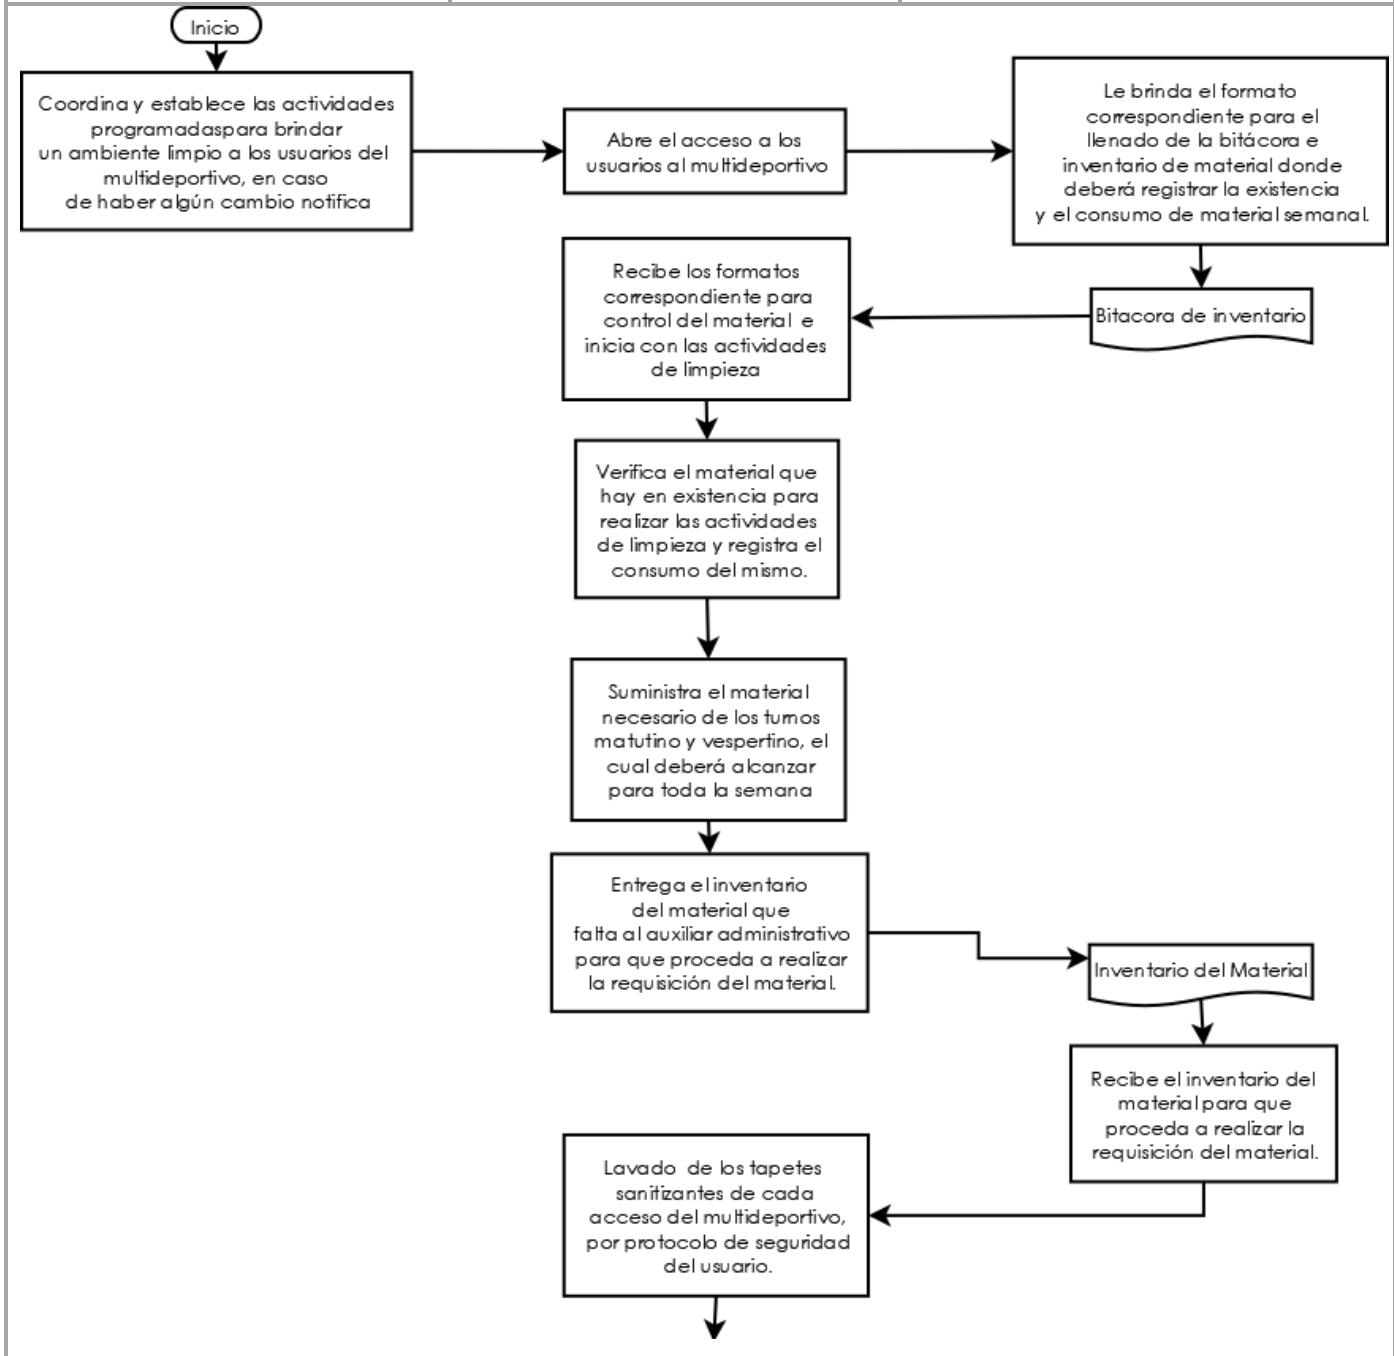 Inicio
Coordina y establece las actividades
programadaspara brindar
un ambiente limpio a los usuarios del
multideportivo, en caso
de haber algún cambio notifica
Abre el acceso a los
usuarios al multideportivo
Le brinda el formato
correspondiente para el
llenado de la bitácora e
inventario de material donde
deberá registrar la existencia
y el consumo de material semanal.
Bitacora de inventario
Recibe los formatos
correspondiente para
control del material e
inicia con las actividades
de limpieza
Verifica el material que
hay en existencia para
realizar las actividades
de limpieza y registra el
consumo del mismo.
Suministra el material
necesario de los turnos
matutino y vespertino, el
cual deberá alcanzar
para toda la semana
Entrega el inventario
del material que
falta al auxiliar administrativo
para que proceda a realizar
la requisición del material.
Inventario del Material
Recibe el inventario del
material para que
proceda a realizar la
requisición del material.
Lavado de los tapetes
sanitizantes de cada
acceso del multideportivo,
por protocolo de seguridad
del usuario.